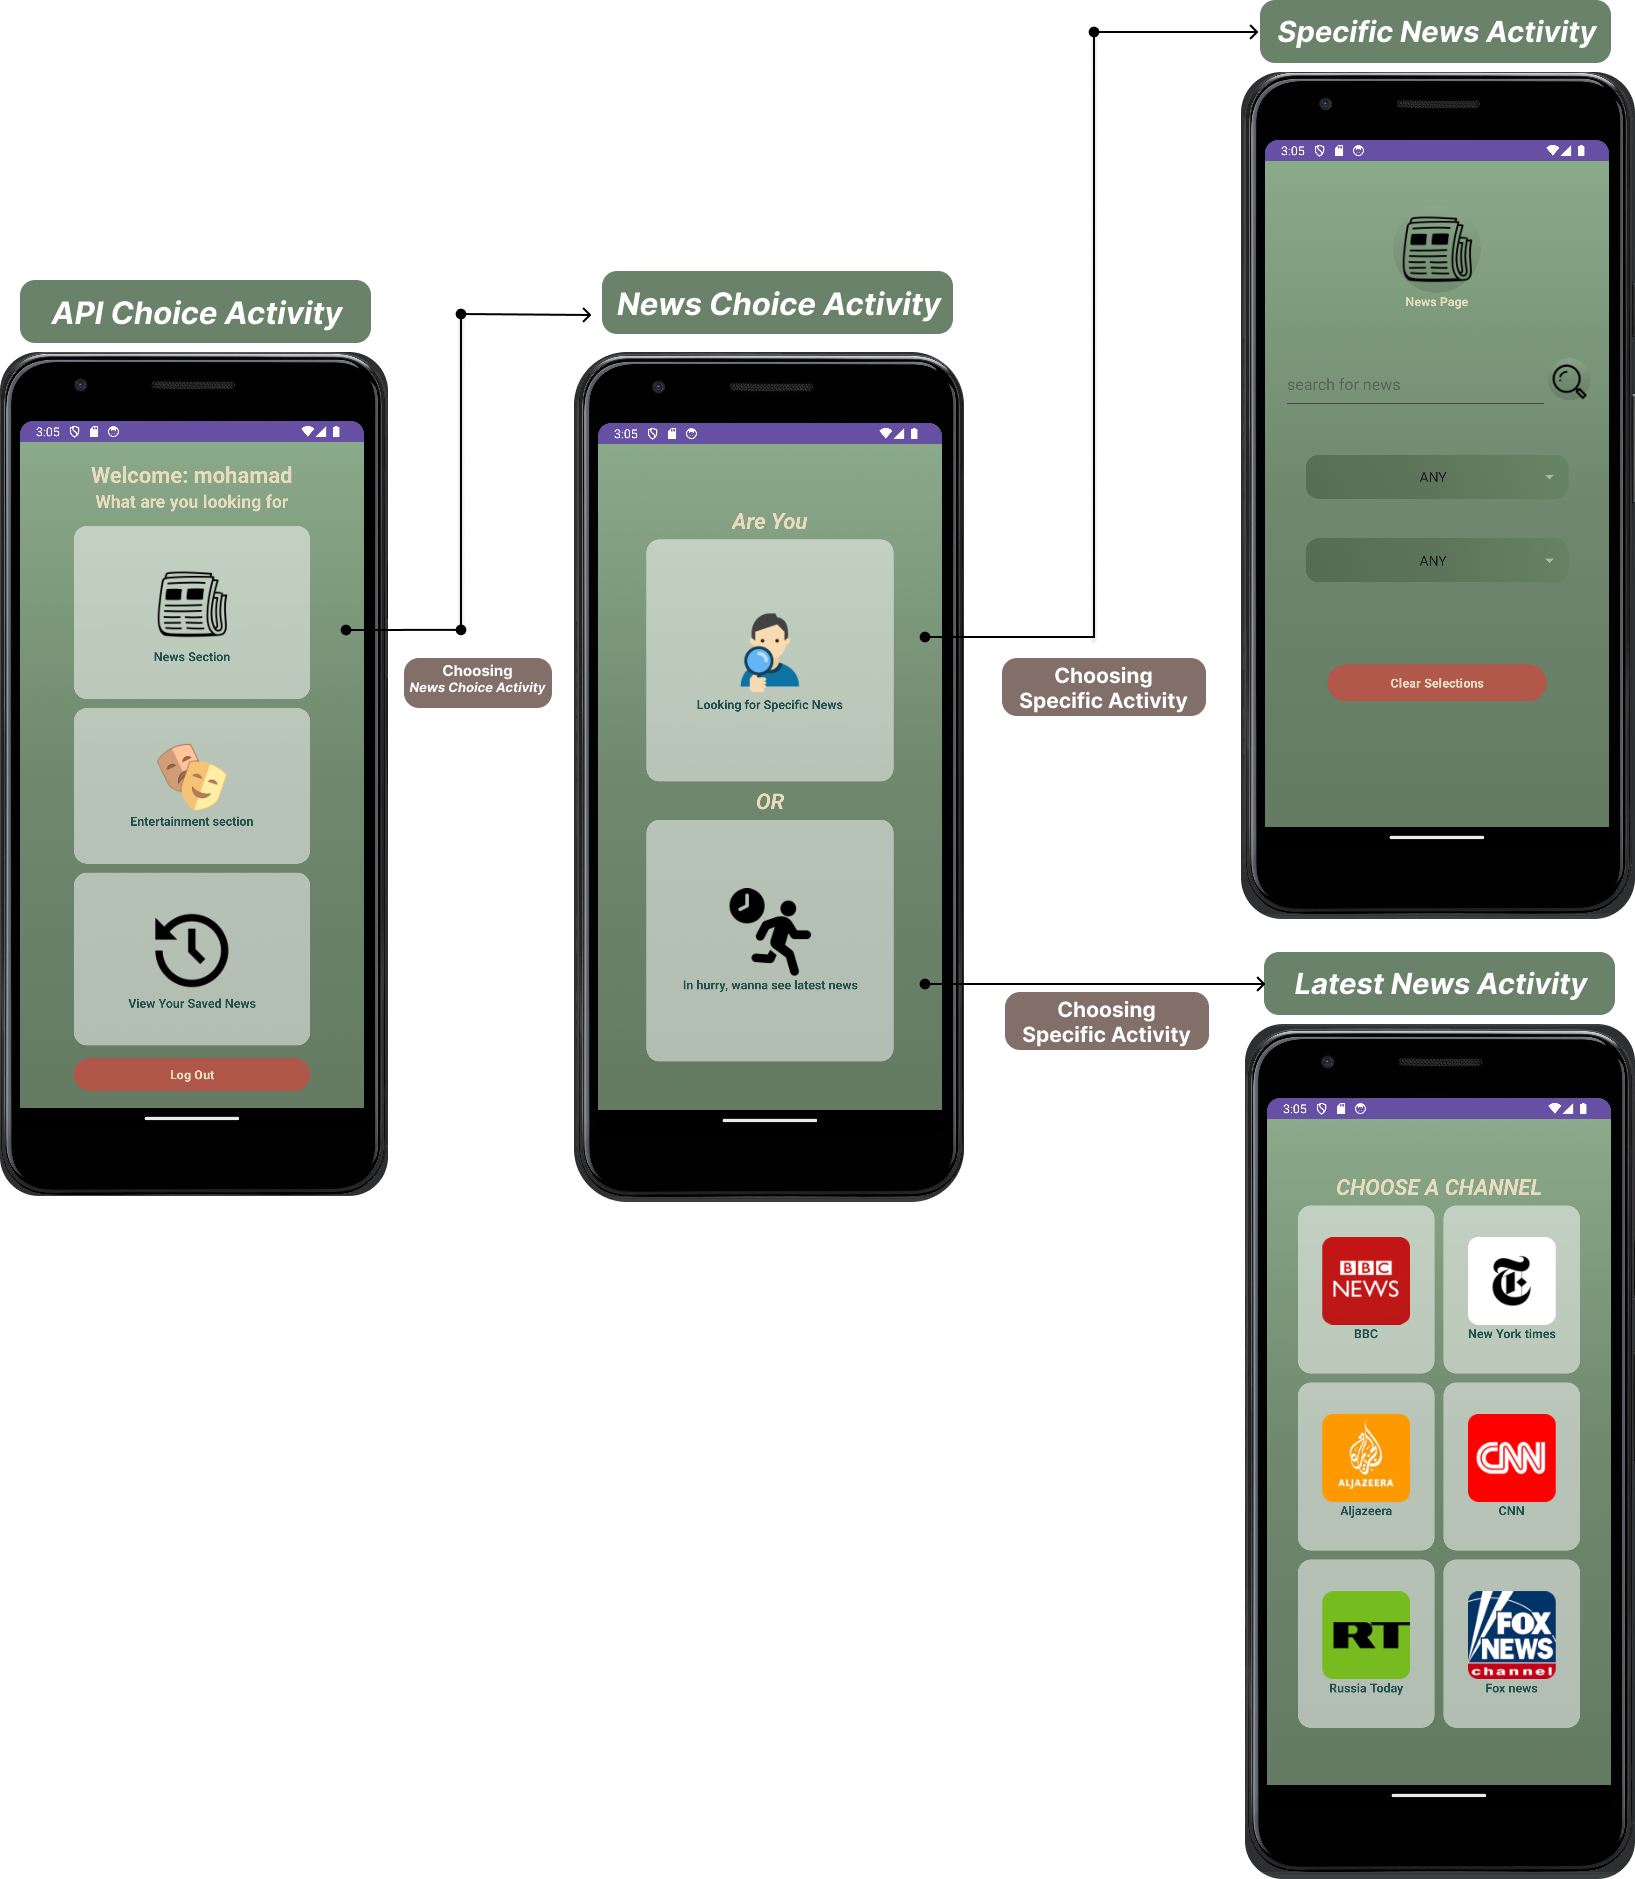 Specific News Activity
3:05
News Page
search for news
ANY
ANY
Clear Selections
API Choice Activity
3:05
Welcome: mohamad
What are you looking for
News Section
Entertainment section
View Your Saved News
Log Out
Choosing
News Choice Activity
News Choice Activity
3:05
Are You
Looking for Specific News
OR
In hurry, wanna see latest news
Choosing
Specific Activity
Choosing
Specific Activity
Latest News Activity
3:05
CHOOSE A CHANNEL
BBC
NEWS
BBC
T
New York times
ALJAZEERA
Aljazeera
CNN
CNN
RT
Russia Today
FOX
NEWS
channel
Fox news